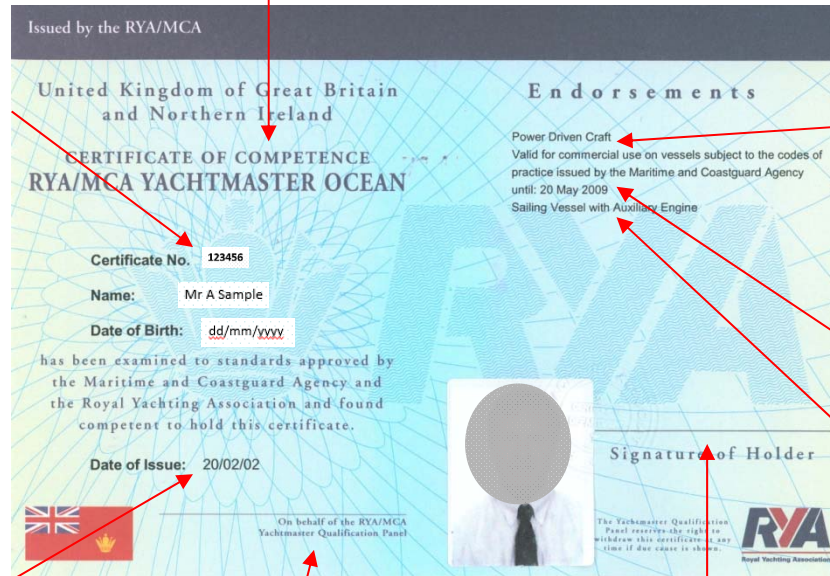 Issued by the RYA/MCA
United Kingdom of Great Britain
and Northern Ireland
CERTIFICATE OF COMPETENCE
RYA/MCA YACHTMASTER OCEAN
Certificate No. 123456
Name: Mr A Sample
Date of Birth: dd/mm/yyyy
has been examined to standards approved by
the Maritime and Coastguard Agency and
the Royal Yachting Association and found
competent to hold this certificate.
Date of Issue: 20/02/02
On behalf of the RYA/MCA
Yachtmaster Qualification Panel
Endorsements
Power Driven Craft
Valid for commercial use on vessels subject to the codes of
practice issued by the Maritime and Coastguard Agency
until: 20 May 2009
Sailing Vessel with Auxiliary Engine
RYA
Signature of Holder
The Yachtmaster Qualification
Panel reserves the right to
withdraw this certificate at any
time if due cause is shown.
RYA
Royal Yachting Association